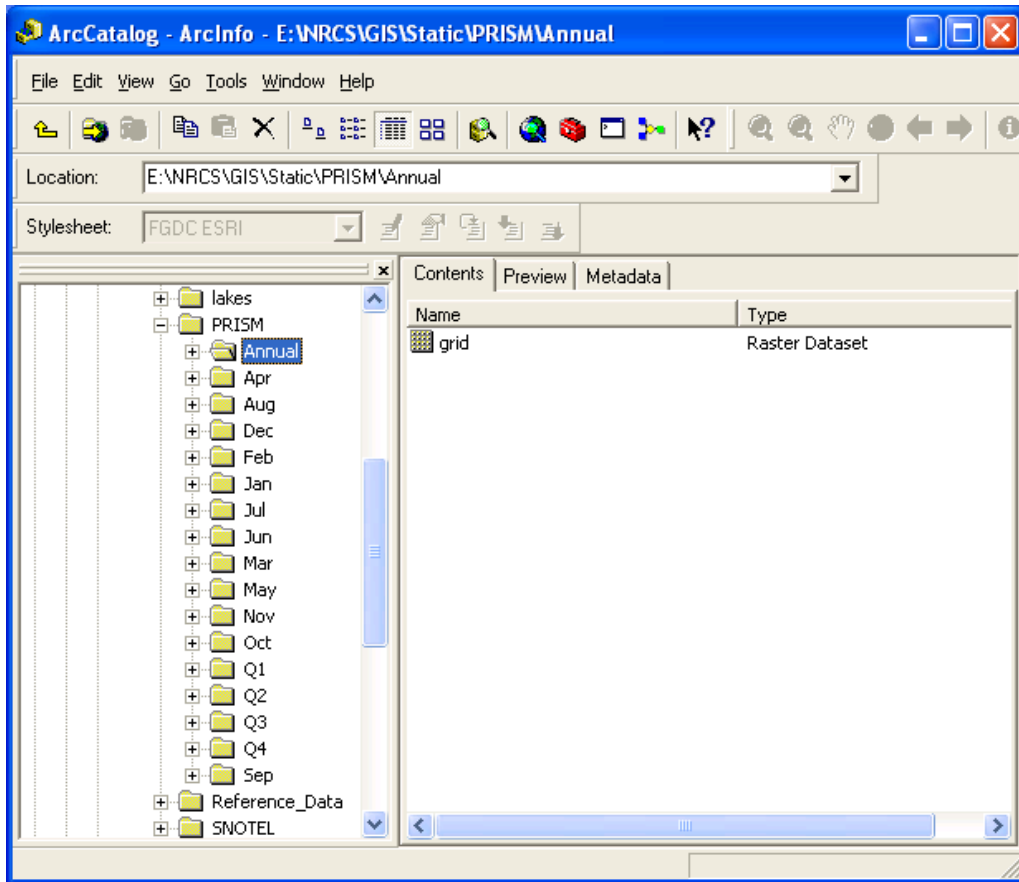 ArcCatalog - ArcInfo - E:\NRCS\GIS\Static\PRISM\Annual
File Edit View Go Tools Window Help
Location: E:\NRCS\GIS\Static\PRISM\Annual
Stylesheet: FGDC ESRI
Contents Preview Metadata
Name Type
grid Raster Dataset
lakes
PRISM
Annual
Apr
Aug
Dec
Feb
Jan
Jul
Jun
Mar
May
Nov
Oct
Q1
Q2
Q3
Q4
Sep
Reference_Data
SNOTEL